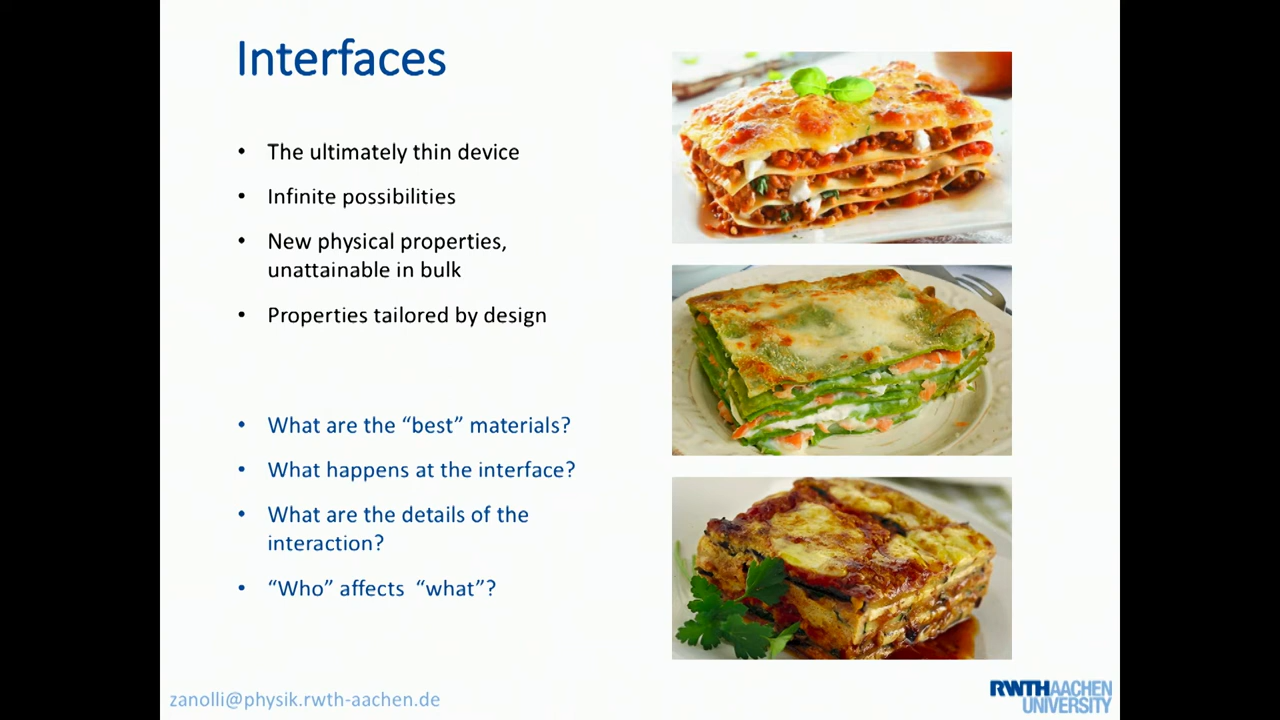 Interfaces
• The ultimately thin device
• Infinite possibilities
• New physical properties,
unattainable in bulk
• Properties tailored by design
• What are the “best” materials?
• What happens at the interface?
• What are the details of the
interaction?
• “Who” affects “what”?
zanolli@physik.rwth-aachen.de
RWTHAACHEN
UNIVERSITY